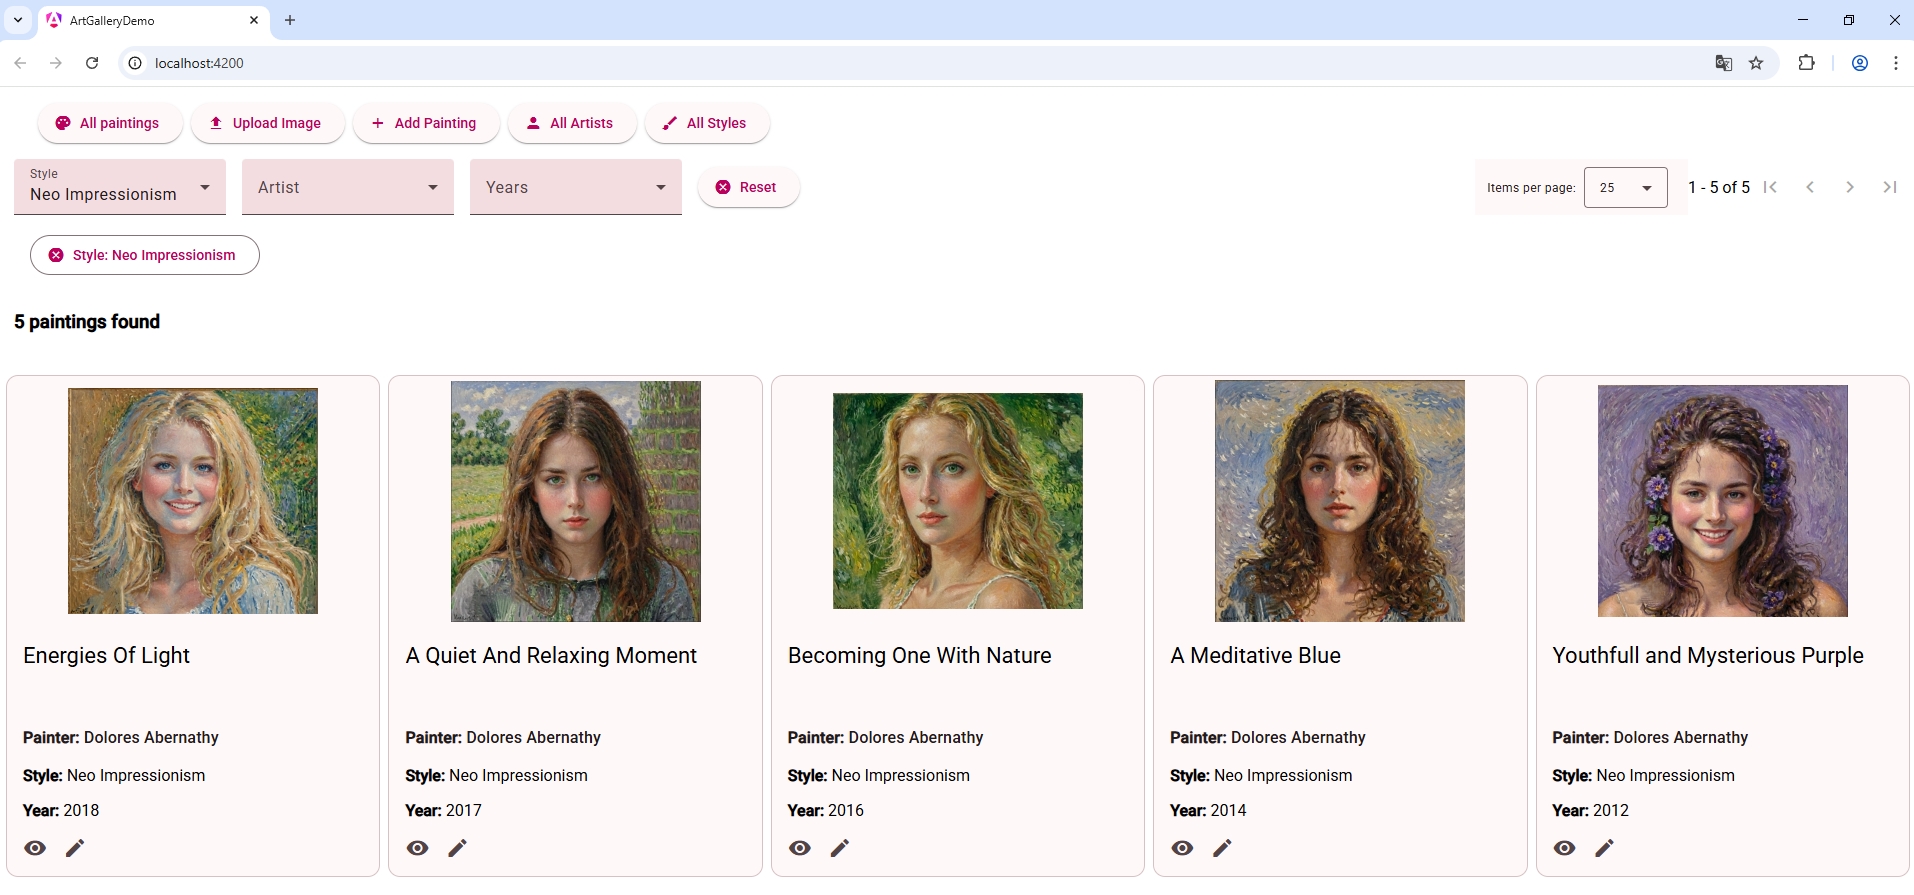 ArtGalleryDemo
localhost:4200
All paintings
Upload Image
Add Painting
All Artists
All Styles
Style
Neo Impressionism
Artist
Years
Reset
Items per page:
25
1 - 5 of 5
Style: Neo Impressionism
5 paintings found
Energies Of Light
Painter: Dolores Abernathy
Style: Neo Impressionism
Year: 2018
A Quiet And Relaxing Moment
Painter: Dolores Abernathy
Style: Neo Impressionism
Year: 2017
Becoming One With Nature
Painter: Dolores Abernathy
Style: Neo Impressionism
Year: 2016
A Meditative Blue
Painter: Dolores Abernathy
Style: Neo Impressionism
Year: 2014
Youthfull and Mysterious Purple
Painter: Dolores Abernathy
Style: Neo Impressionism
Year: 2012